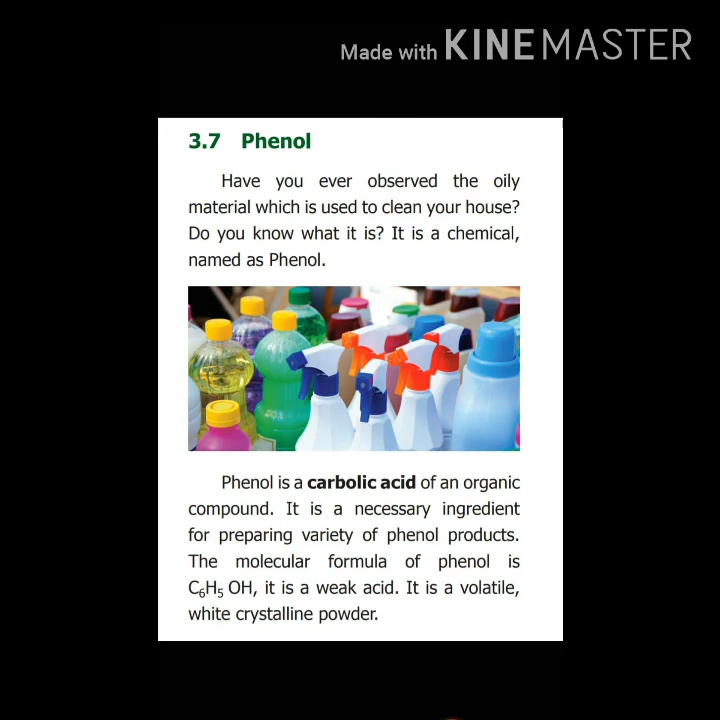 Made with KINEMASTER
3.7 Phenol
Have you ever observed the oily
material which is used to clean your house?
Do you know what it is? It is a chemical,
named as Phenol.
Phenol is a carbolic acid of an organic
compound. It is a necessary ingredient
for preparing variety of phenol products.
The molecular formula of phenol is
C₆H₅ OH, it is a weak acid. It is a volatile,
white crystalline powder.